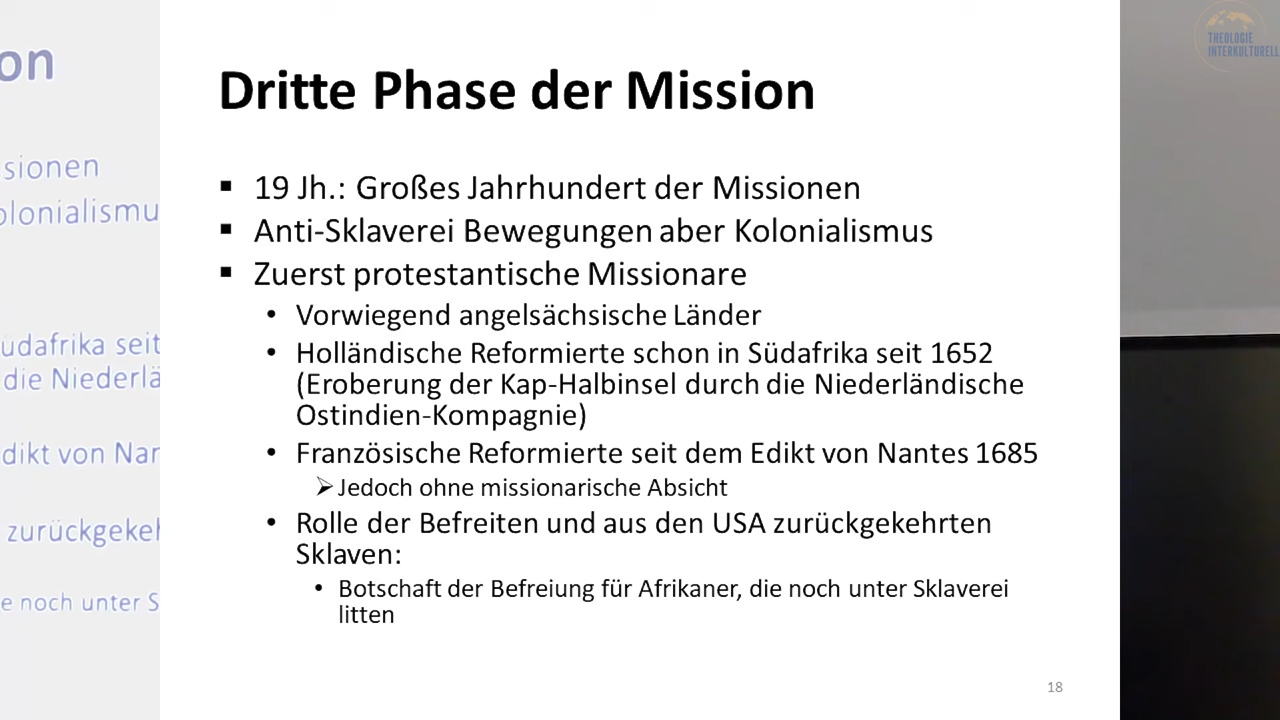 Dritte Phase der Mission
▪ 19 Jh.: Großes Jahrhundert der Missionen
▪ Anti-Sklaverei Bewegungen aber Kolonialismus
▪ Zuerst protestantische Missionare
• Vorwiegend angelsächsische Länder
• Holländische Reformierte schon in Südafrika seit 1652
(Eroberung der Kap-Halbinsel durch die Niederländische
Ostindien-Kompagnie)
• Französische Reformierte seit dem Edikt von Nantes 1685
➢ Jedoch ohne missionarische Absicht
• Rolle der Befreiten und aus den USA zurückgekehrten
Sklaven:
• Botschaft der Befreiung für Afrikaner, die noch unter Sklaverei
litten
18
on
sionen
olonialismu
üdafrika seit
die Niederlä
dikt von Nar
zurückgekeh
e noch unter S
THEOLOGIE
INTERKULTURELL